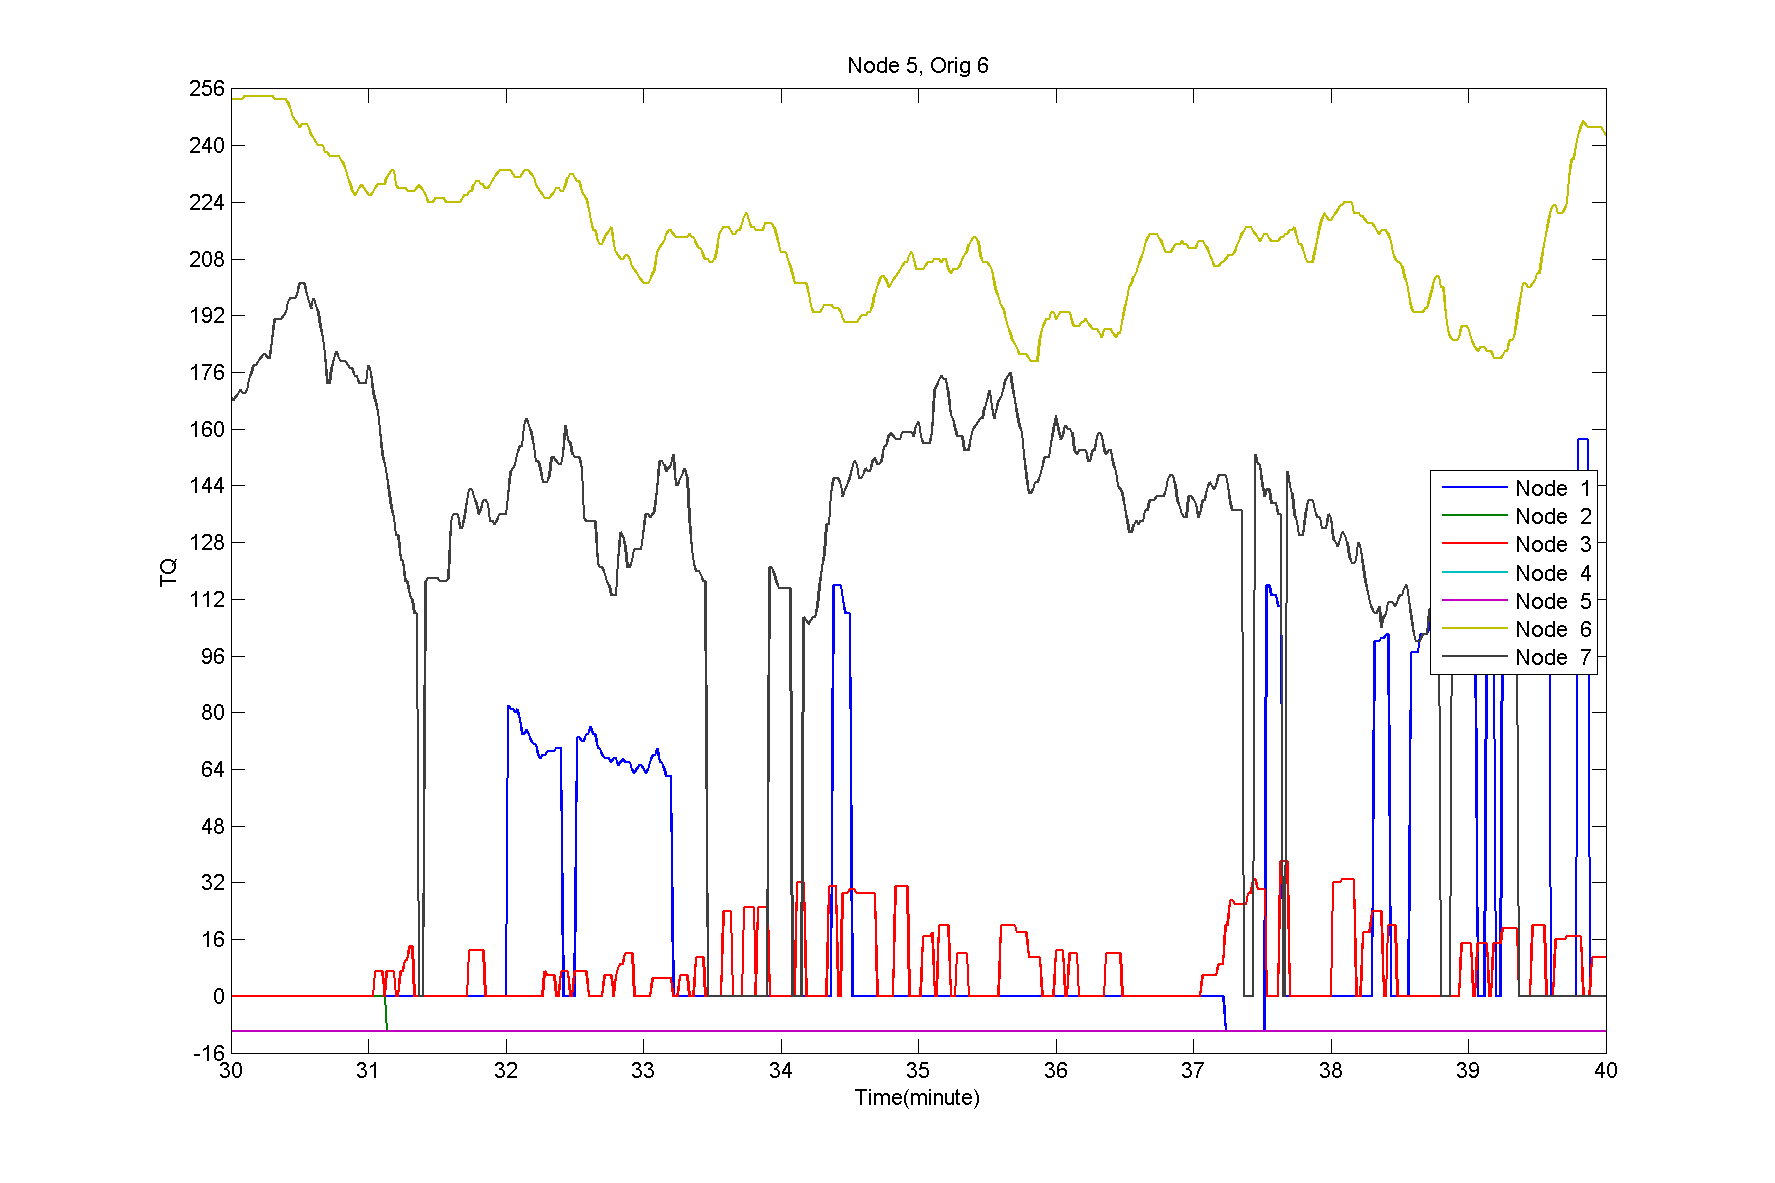 Node 5, Orig 6
256
240
224
208
192
176
160
144
128
112
96
80
64
48
32
16
0
-16
TQ
Node 1
Node 2
Node 3
Node 4
Node 5
Node 6
Node 7
30 31 32 33 34 35 36 37 38 39 40
Time(minute)